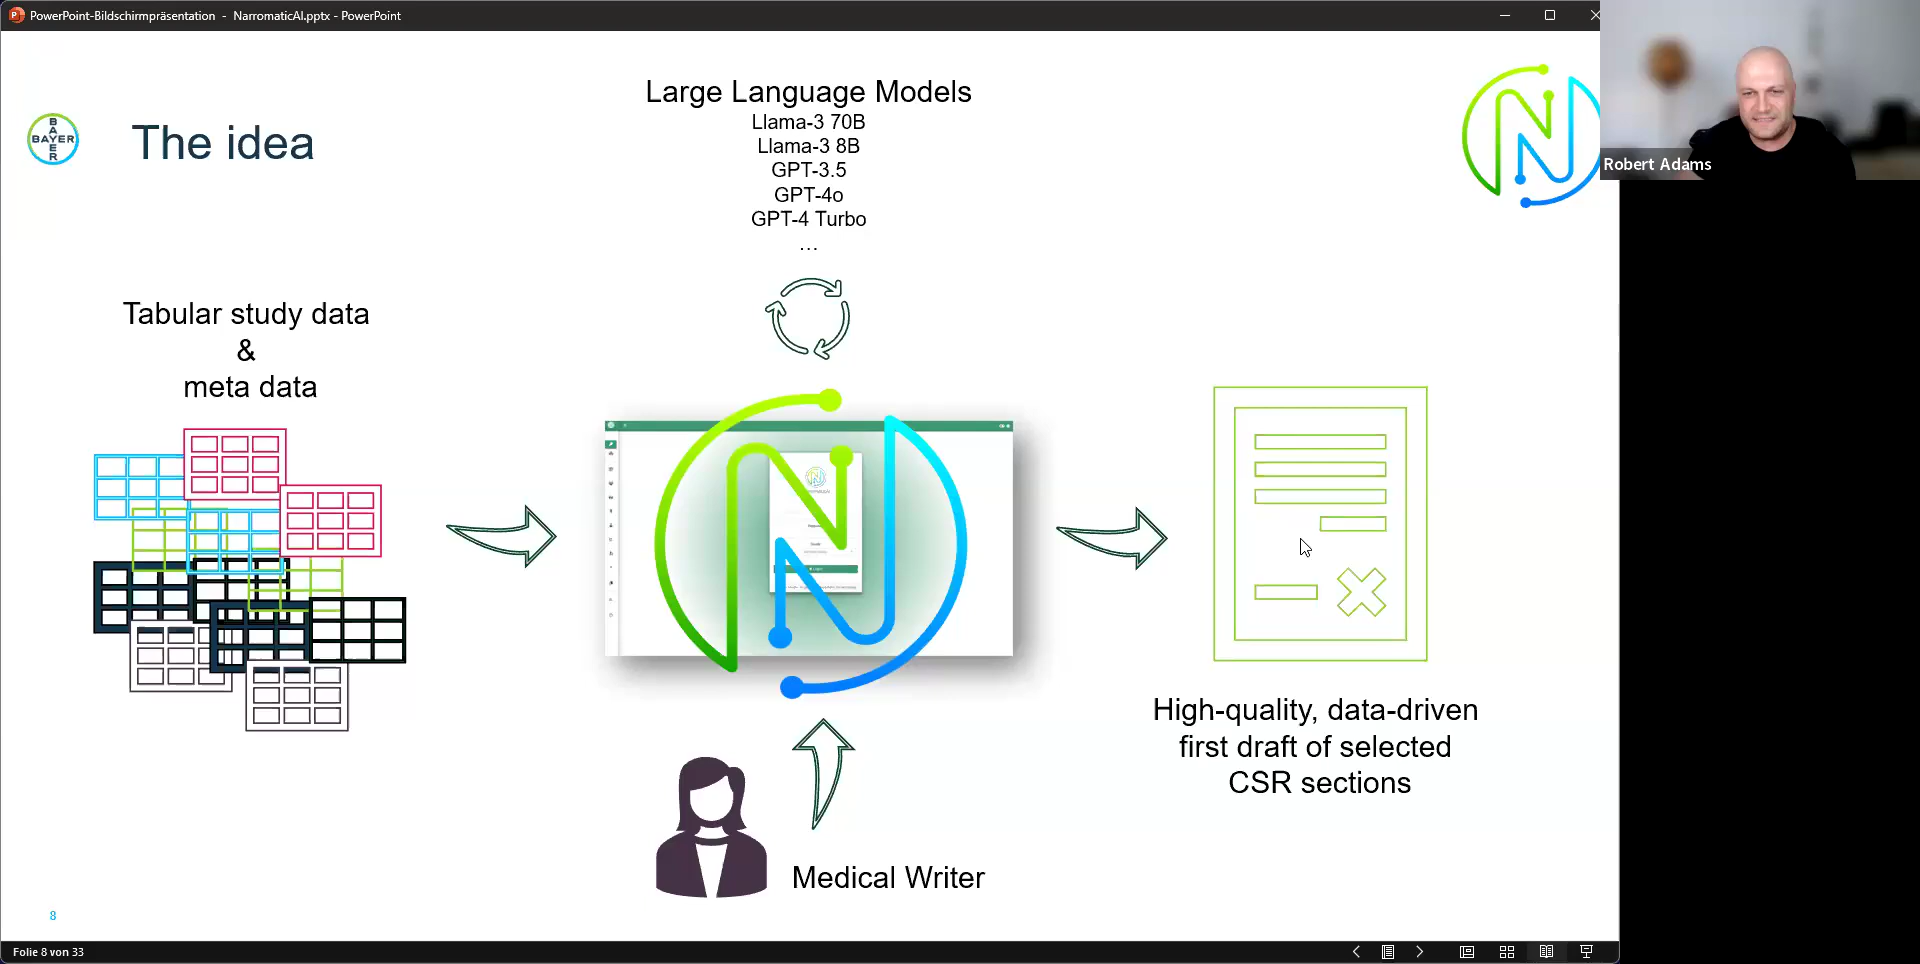 PowerPoint-Bildschirmpräsentation - NarromaticAI.pptx - PowerPoint
BAYER
BAYER
The idea
Large Language Models
Llama-3 70B
Llama-3 8B
GPT-3.5
GPT-4o
GPT-4 Turbo
...
Robert Adams
Tabular study data
&
meta data
High-quality, data-driven
first draft of selected
CSR sections
Medical Writer
8
Folie 8 von 33